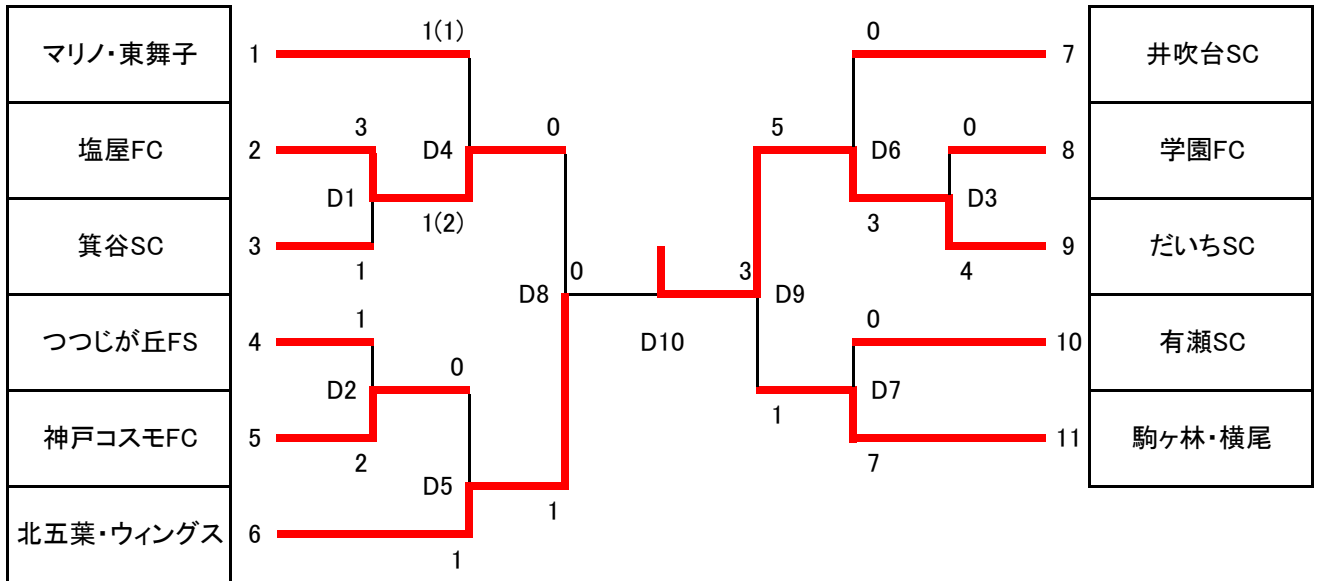 1(1)
0
マリノ・東舞子
1
7
井吹台SC
3
0
5
0
塩屋FC
2
D4
D6
8
学園FC
D1
D3
1(2)
3
箕谷SC
3
9
だいちSC
1
0
3
4
D8
D9
つつじが丘FS
4
1
0
10
有瀬SC
D10
0
D2
D7
1
神戸コスモFC
5
11
駒ヶ林・横尾
2
7
D5
1
北五葉・ウィングス
6
1